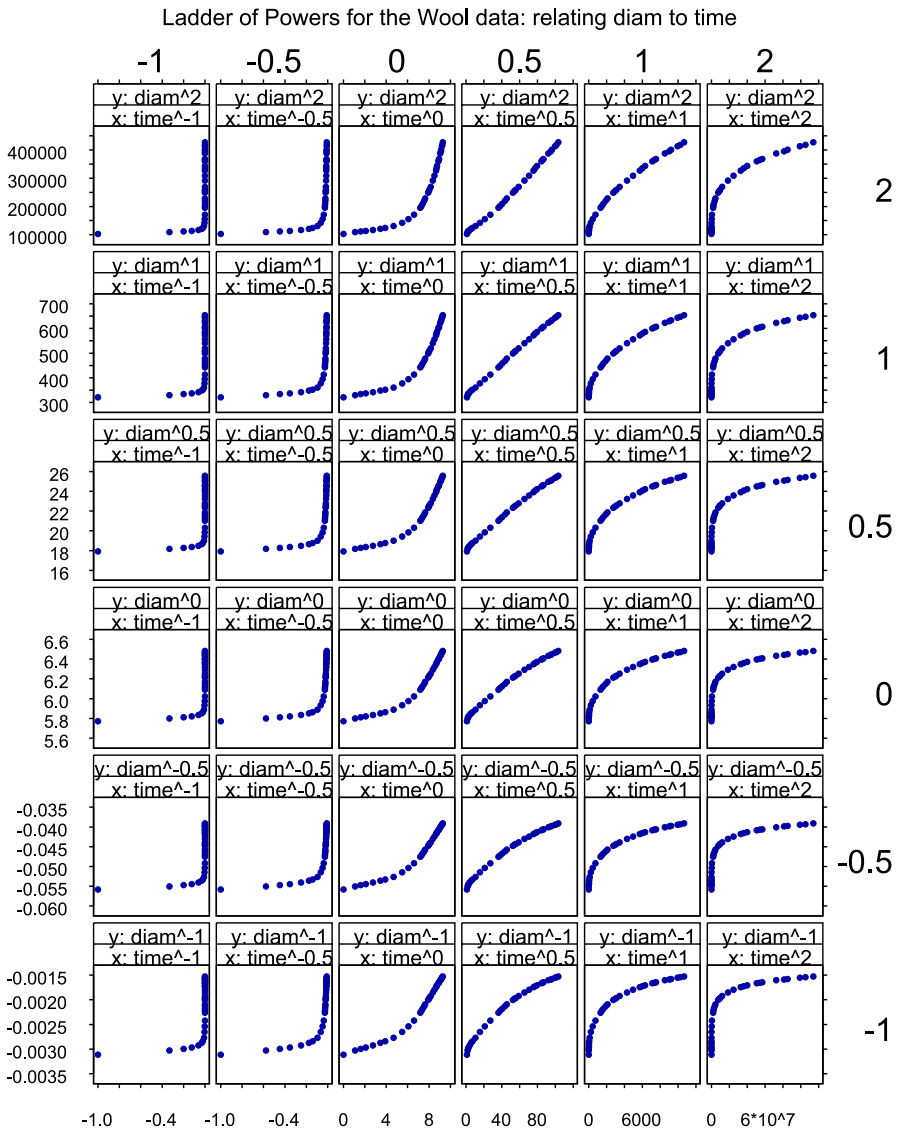 Ladder of Powers for the Wool data: relating diam to time
-1 -0.5 0 0.5 1 2
y: diam^2 y: diam^2 y: diam^2 y: diam^2 y: diam^2 y: diam^2
x: time^-1 x: time^-0.5 x: time^0 x: time^0.5 x: time^1 x: time^2
400000
300000
200000
100000
2
y: diam^1 y: diam^1 y: diam^1 y: diam^1 y: diam^1 y: diam^1
x: time^-1 x: time^-0.5 x: time^0 x: time^0.5 x: time^1 x: time^2
700
600
500
400
300
1
y: diam^0.5 y: diam^0.5 y: diam^0.5 y: diam^0.5 y: diam^0.5 y: diam^0.5
x: time^-1 x: time^-0.5 x: time^0 x: time^0.5 x: time^1 x: time^2
26
24
22
20
18
16
0.5
y: diam^0 y: diam^0 y: diam^0 y: diam^0 y: diam^0 y: diam^0
x: time^-1 x: time^-0.5 x: time^0 x: time^0.5 x: time^1 x: time^2
6.6
6.4
6.2
6.0
5.8
5.6
0
y: diam^-0.5 y: diam^-0.5 y: diam^-0.5 y: diam^-0.5 y: diam^-0.5 y: diam^-0.5
x: time^-1 x: time^-0.5 x: time^0 x: time^0.5 x: time^1 x: time^2
-0.035
-0.040
-0.045
-0.050
-0.055
-0.060
-0.5
y: diam^-1 y: diam^-1 y: diam^-1 y: diam^-1 y: diam^-1 y: diam^-1
x: time^-1 x: time^-0.5 x: time^0 x: time^0.5 x: time^1 x: time^2
-0.0015
-0.0020
-0.0025
-0.0030
-0.0035
-1
-1.0 -0.4 -1.0 -0.4 0 4 8 0 40 80 0 6000 0 6*10^7